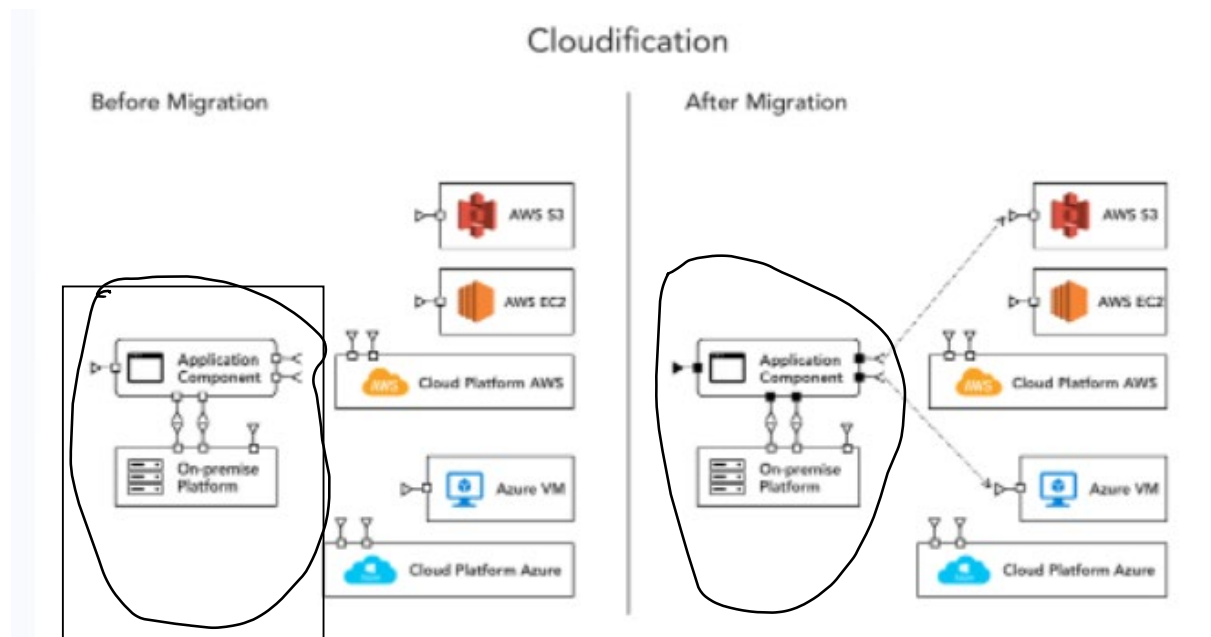 Cloudification
Before Migration
AWS S3
AWS EC2
Application
Component
AWS
Cloud Platform AWS
On-premise
Platform
Azure VM
Cloud Platform Azure
After Migration
AWS S3
AWS EC2
Application
Component
AWS
Cloud Platform AWS
On-premise
Platform
Azure VM
Cloud Platform Azure